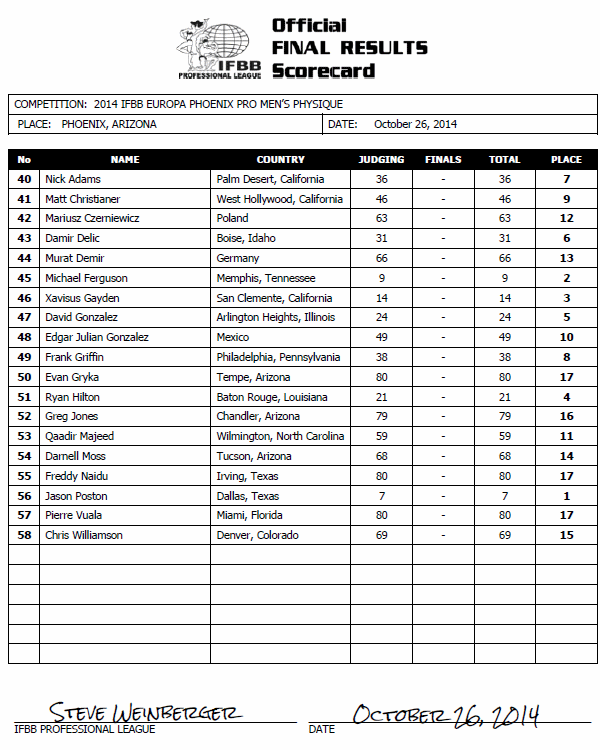 Official
FINAL RESULTS
Scorecard
IFBB
PROFESSIONAL LEAGUE
COMPETITION: 2014 IFBB EUROPA PHOENIX PRO MEN'S PHYSIQUE
PLACE: PHOENIX, ARIZONA DATE: October 26, 2014
No NAME COUNTRY JUDGING FINALS TOTAL PLACE
40 Nick Adams Palm Desert, California 36 - 36 7
41 Matt Christianer West Hollywood, California 46 - 46 9
42 Mariusz Czerniewicz Poland 63 - 63 12
43 Damir Delic Boise, Idaho 31 - 31 6
44 Murat Demir Germany 66 - 66 13
45 Michael Ferguson Memphis, Tennessee 9 - 9 2
46 Xavisus Gayden San Clemente, California 14 - 14 3
47 David Gonzalez Arlington Heights, Illinois 24 - 24 5
48 Edgar Julian Gonzalez Mexico 49 - 49 10
49 Frank Griffin Philadelphia, Pennsylvania 38 - 38 8
50 Evan Gryka Tempe, Arizona 80 - 80 17
51 Ryan Hilton Baton Rouge, Louisiana 21 - 21 4
52 Greg Jones Chandler, Arizona 79 - 79 16
53 Qaadir Majeed Wilmington, North Carolina 59 - 59 11
54 Darnell Moss Tucson, Arizona 68 - 68 14
55 Freddy Naidu Irving, Texas 80 - 80 17
56 Jason Poston Dallas, Texas 7 - 7 1
57 Pierre Vuala Miami, Florida 80 - 80 17
58 Chris Williamson Denver, Colorado 69 - 69 15
STEVE WEINBERGER OCTOBER 26, 2014
IFBB PROFESSIONAL LEAGUE DATE